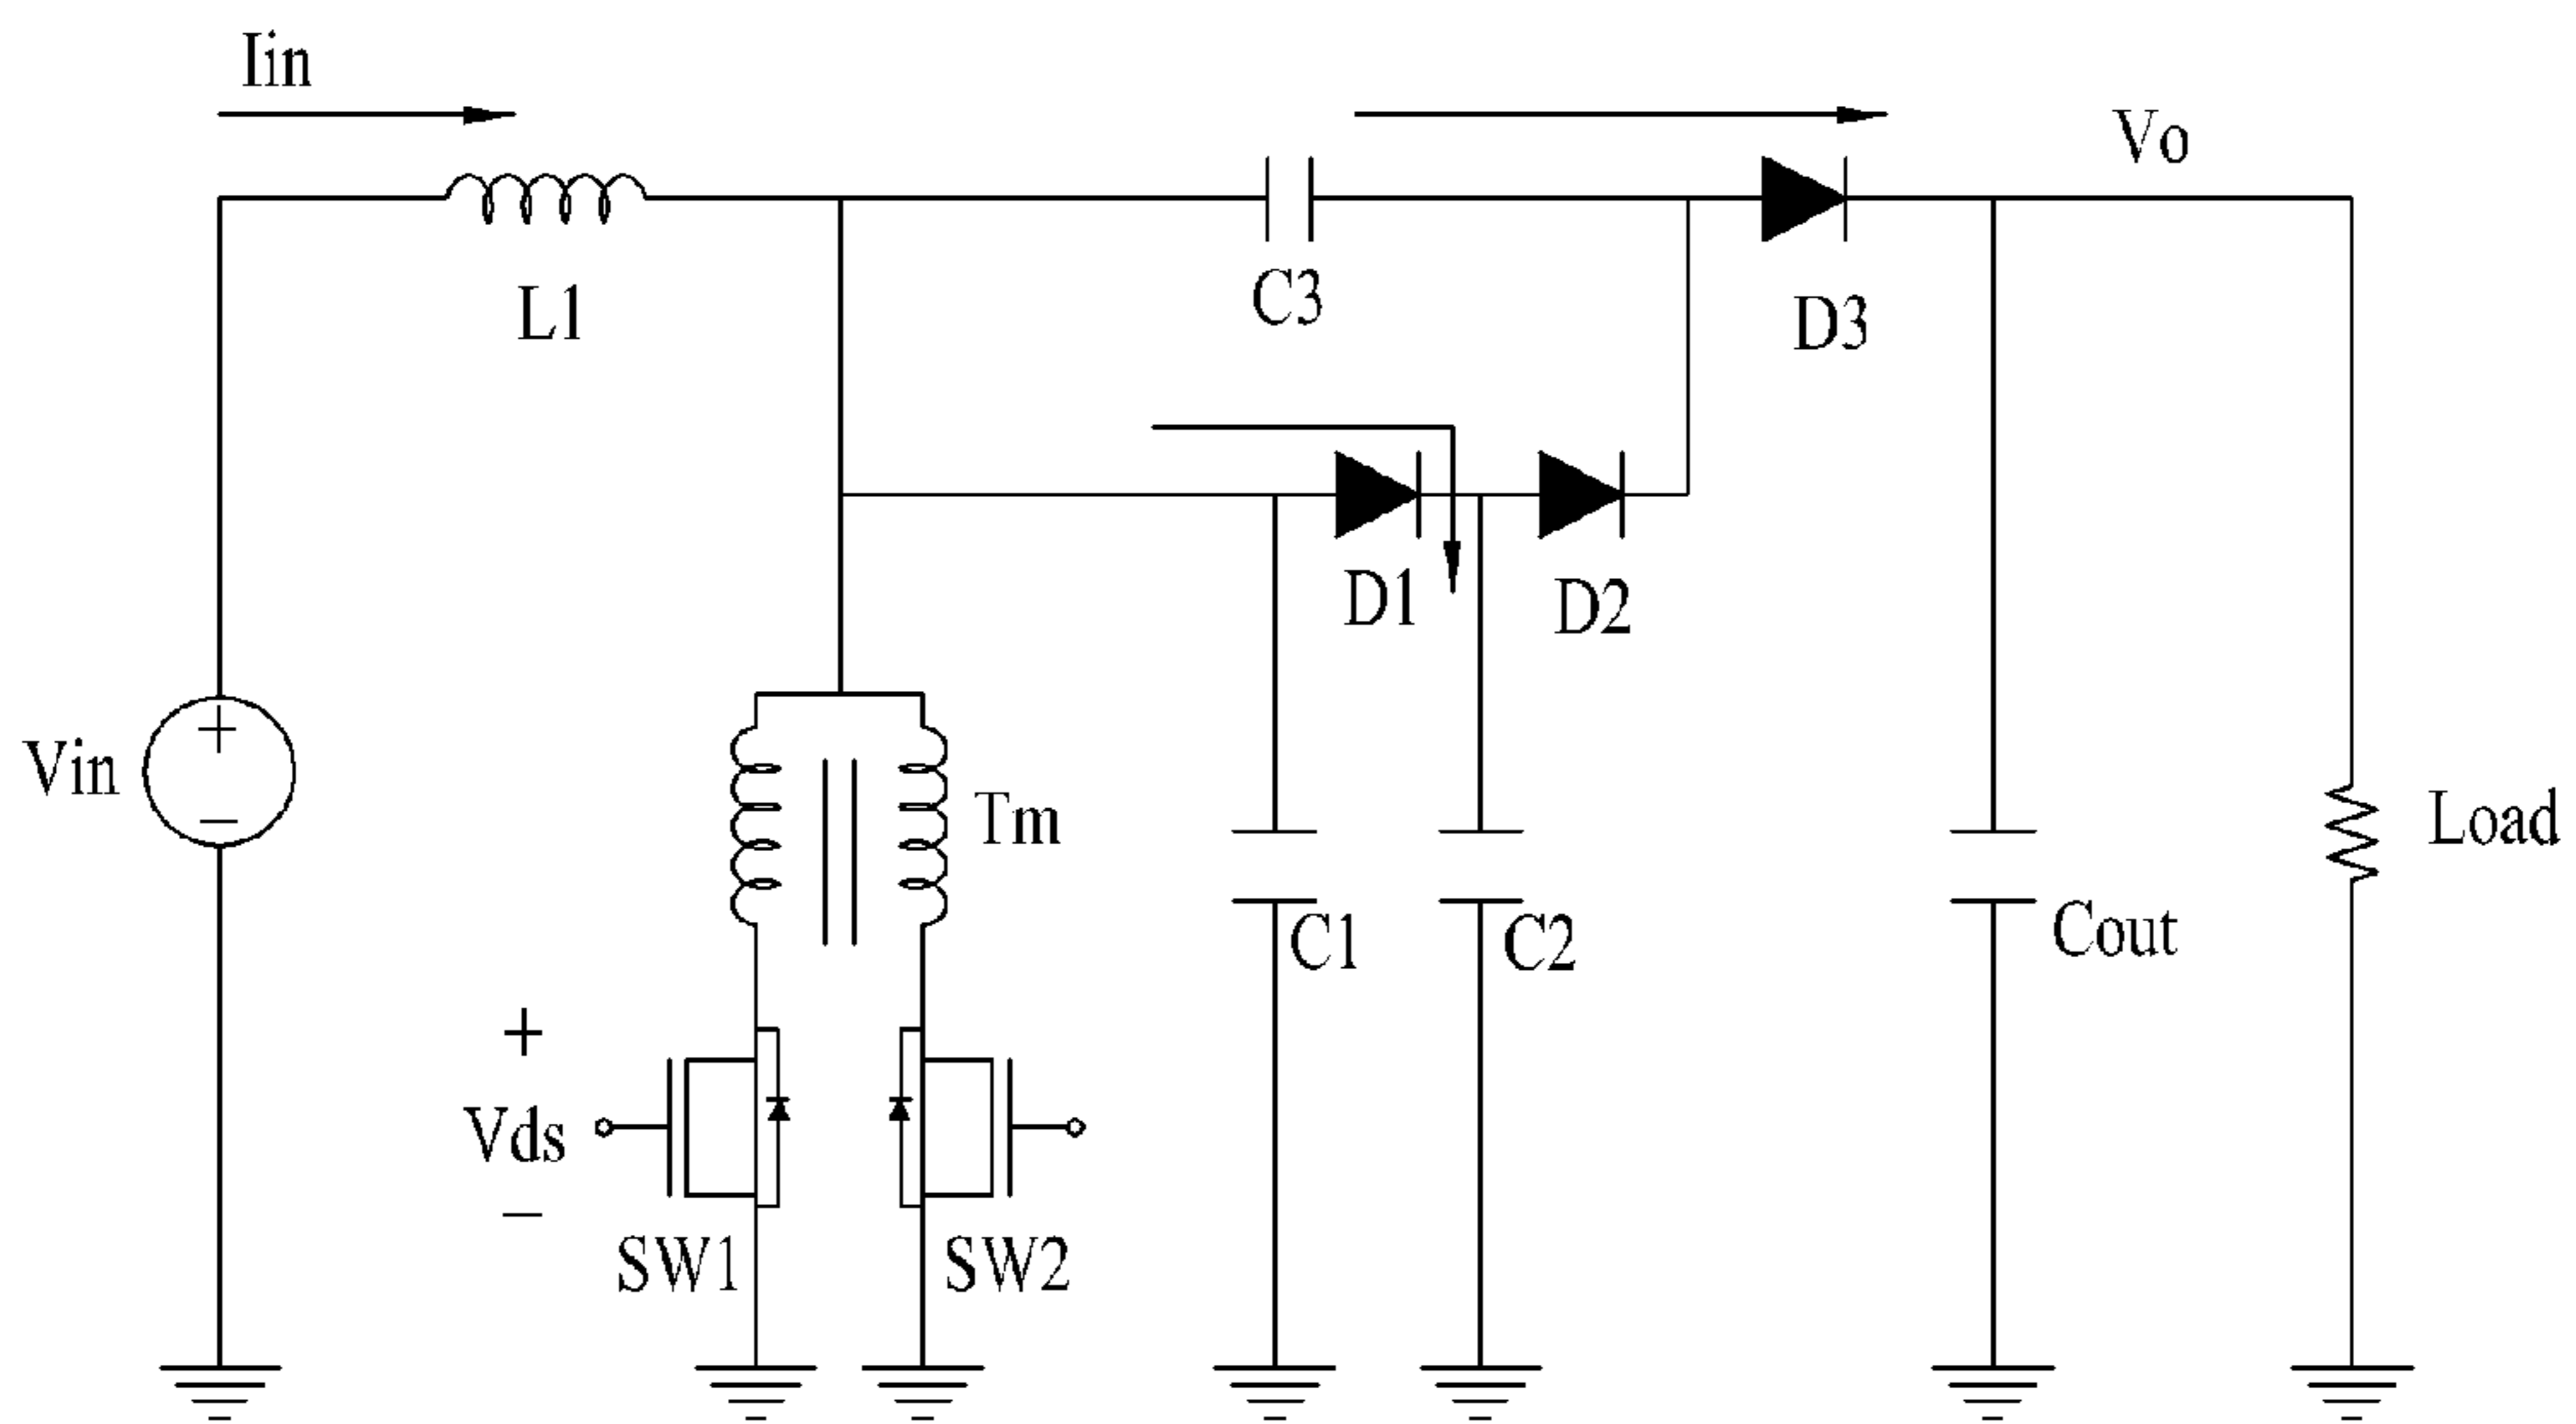 Iin
Vo
L1
C3
D3
D1
D2
+
Vin
−
Tm
Load
C1
C2
Cout
+
Vds
−
SW1
SW2